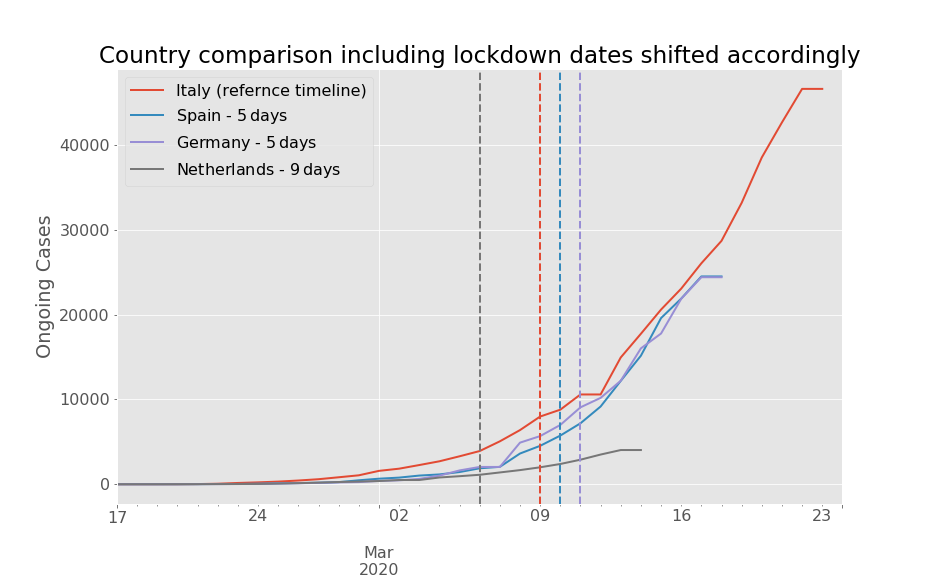 Country comparison including lockdown dates shifted accordingly
Italy (refernce timeline)
Spain - 5 days
Germany - 5 days
Netherlands - 9 days
Ongoing Cases
40000
30000
20000
10000
0
17 24 02 09 16 23
Mar
2020